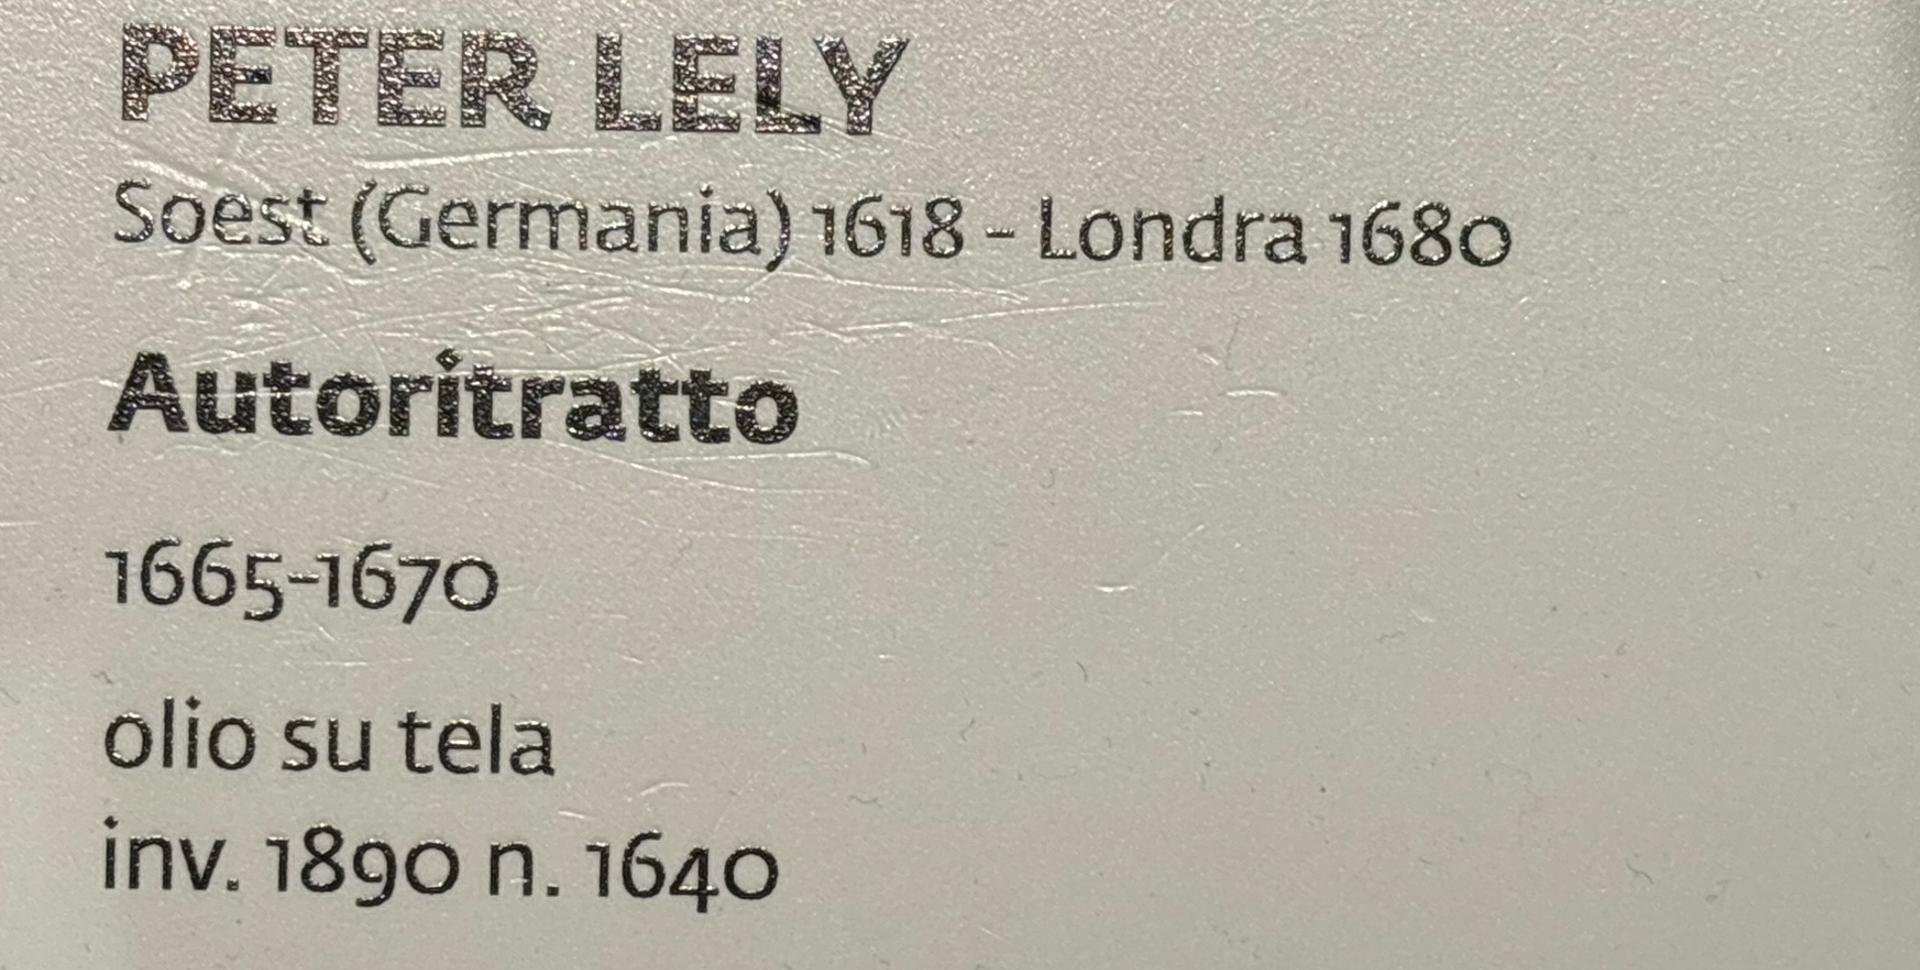 PETER LELY
Soest (Germania) 1618 - Londra 1680
Autoritratto
1665-1670
olio su tela
inv. 1890 n. 1640